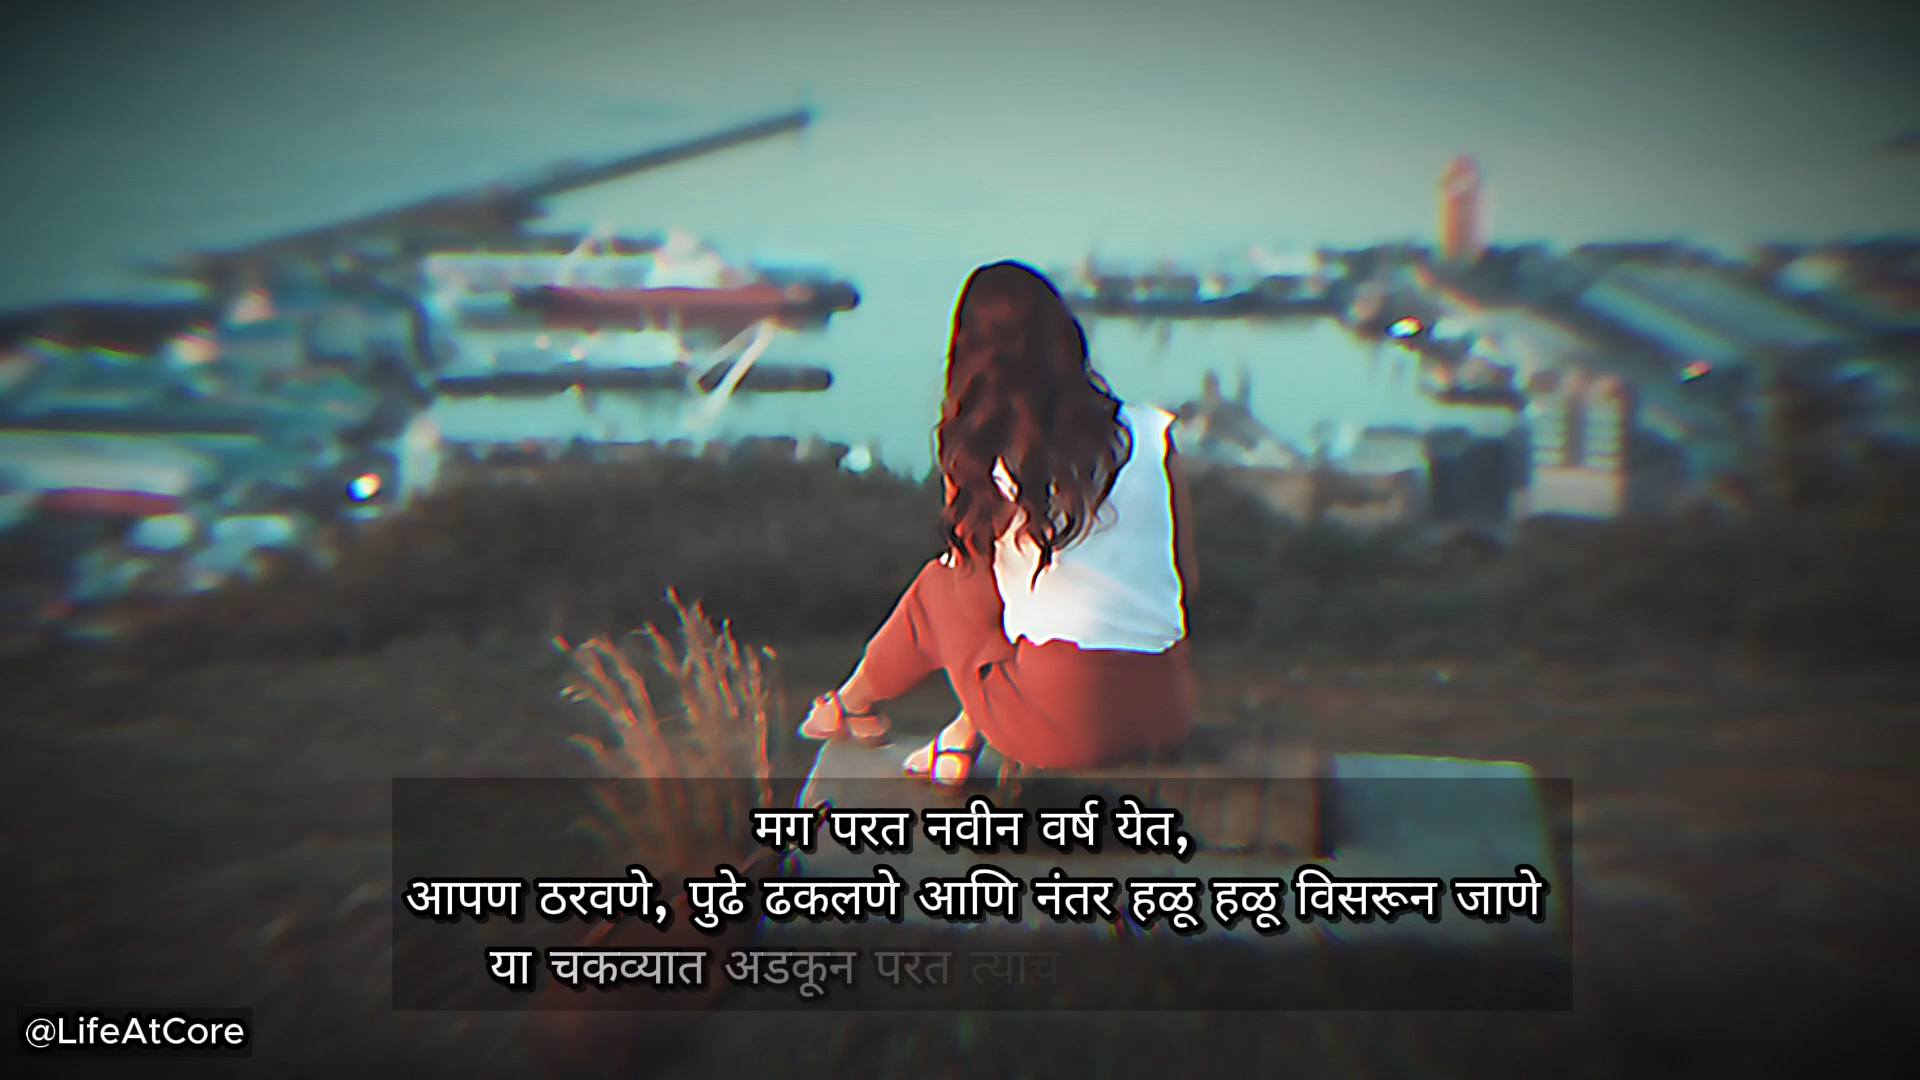 मग परत नवीन वर्ष येत,
आपण ठरवणे, पुढे ढकलणे आणि नंतर हळू हळू विसरून जाणे
या चकव्यात अडकून परत त्याच
@LifeAtCore